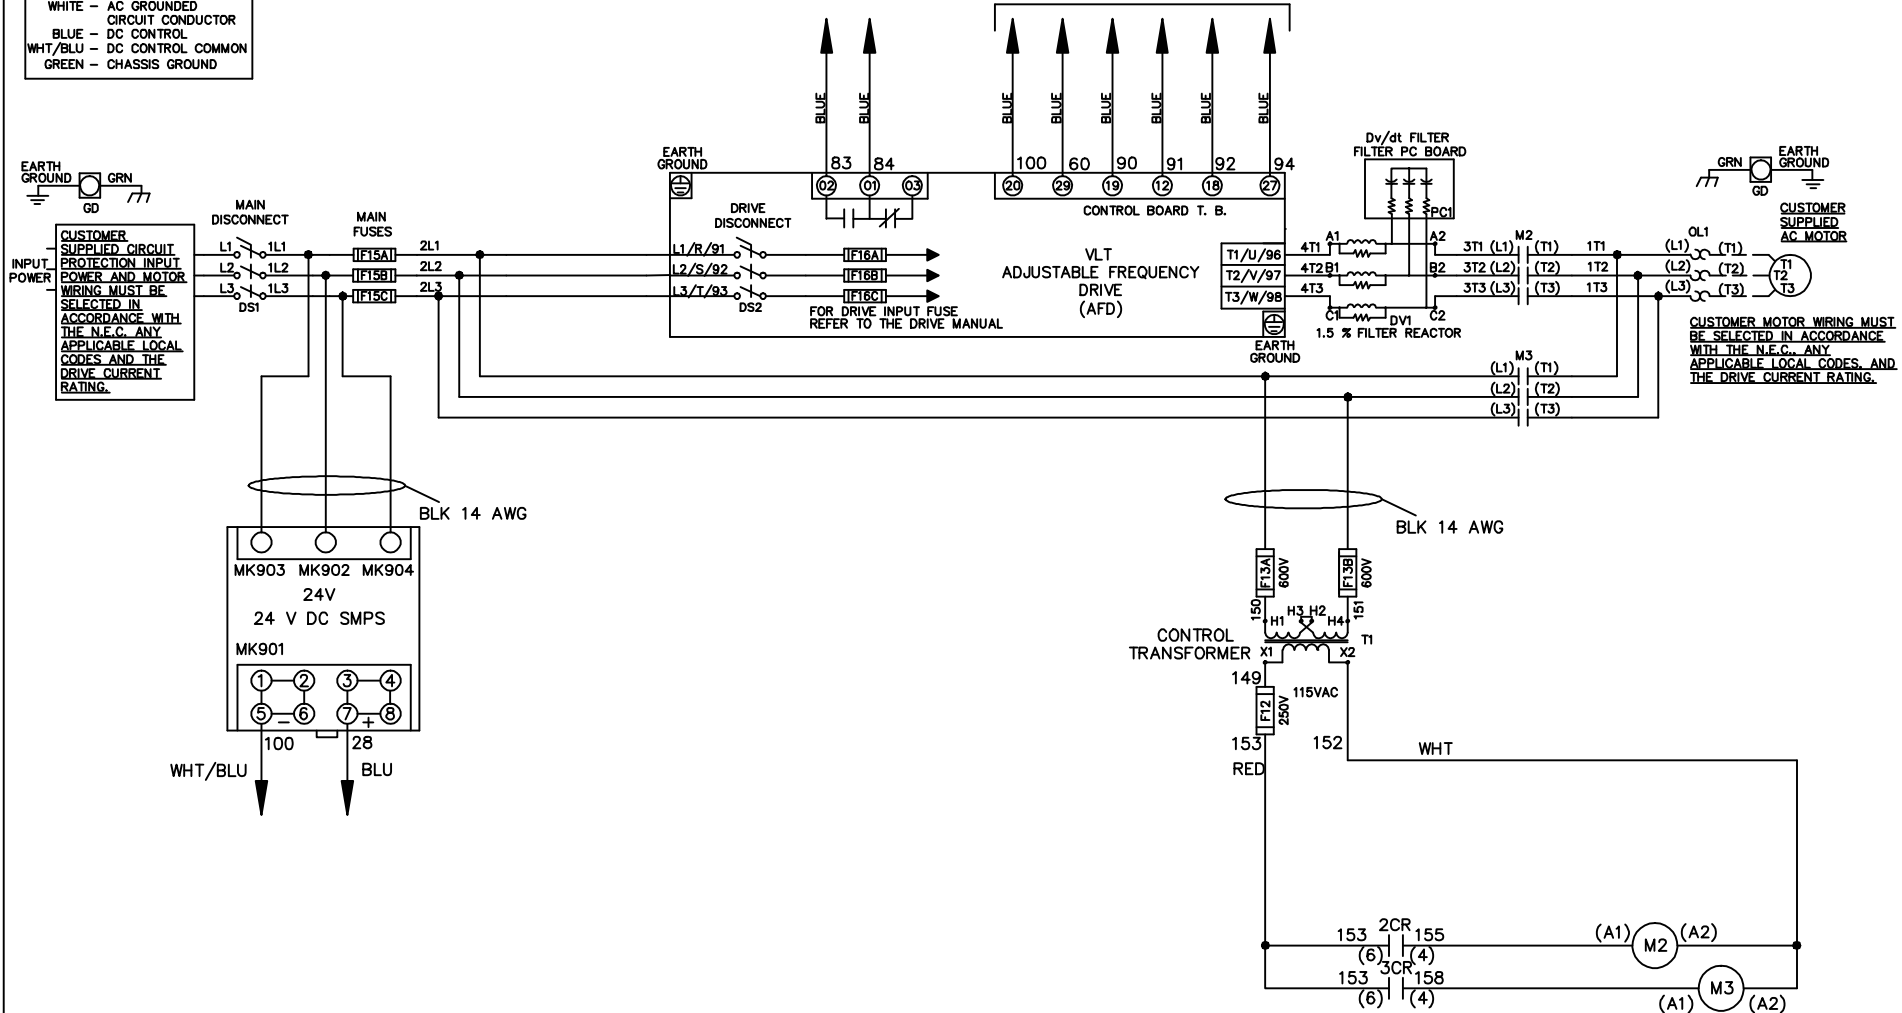 WHITE – AC GROUNDED
CIRCUIT CONDUCTOR
BLUE – DC CONTROL
WHT/BLU – DC CONTROL COMMON
GREEN – CHASSIS GROUND
BLUE
BLUE
BLUE
BLUE
BLUE
BLUE
BLUE
BLUE
EARTH
GROUND
GRN
GD
INPUT
POWER
CUSTOMER
SUPPLIED CIRCUIT
PROTECTION INPUT
POWER AND MOTOR
WIRING MUST BE
SELECTED IN
ACCORDANCE WITH
THE N.E.C. ANY
APPLICABLE LOCAL
CODES AND THE
DRIVE CURRENT
RATING.
MAIN
DISCONNECT
L1 1L1
L2 1L2
L3 1L3
DS1
MAIN
FUSES
F15A
F15B
F15C
2L1
2L2
2L3
EARTH
GROUND
83 84
02 01 03
100 60 90 91 92 94
20 29 19 12 18 27
CONTROL BOARD T. B.
DRIVE
DISCONNECT
L1/R/91
L2/S/92
L3/T/93
DS2
F16A
F16B
F16C
FOR DRIVE INPUT FUSE
REFER TO THE DRIVE MANUAL
VLT
ADJUSTABLE FREQUENCY
DRIVE
(AFD)
T1/U/96
T2/V/97
T3/W/98
EARTH
GROUND
Dv/dt FILTER
FILTER PC BOARD
PC1
4T1 A1 A2
4T2 B1 B2
4T3 C1 C2
DV1
1.5 % FILTER REACTOR
M2
3T1 (L1) (T1) 1T1
3T2 (L2) (T2) 1T2
3T3 (L3) (T3) 1T3
OL1
(L1) (T1)
(L2) (T2)
(L3) (T3)
T1
T2
T3
GRN
EARTH
GROUND
GD
CUSTOMER
SUPPLIED
AC MOTOR
CUSTOMER MOTOR WIRING MUST
BE SELECTED IN ACCORDANCE
WITH THE N.E.C., ANY
APPLICABLE LOCAL CODES, AND
THE DRIVE CURRENT RATING.
M3
(L1) (T1)
(L2) (T2)
(L3) (T3)
BLK 14 AWG
MK903 MK902 MK904
24V
24 V DC SMPS
MK901
1 2 3 4
5 – 6 7 + 8
100 28
WHT/BLU BLU
BLK 14 AWG
F13A 600V
F13B 600V
150 151
H1 H3 H2 H4
CONTROL
TRANSFORMER
T1
X1 X2
149
115VAC
F12 250V
153 152
RED
WHT
2CR
153 155
(6) (4)
(A1) M2 (A2)
3CR
153 158
(6) (4)
(A1) M3 (A2)